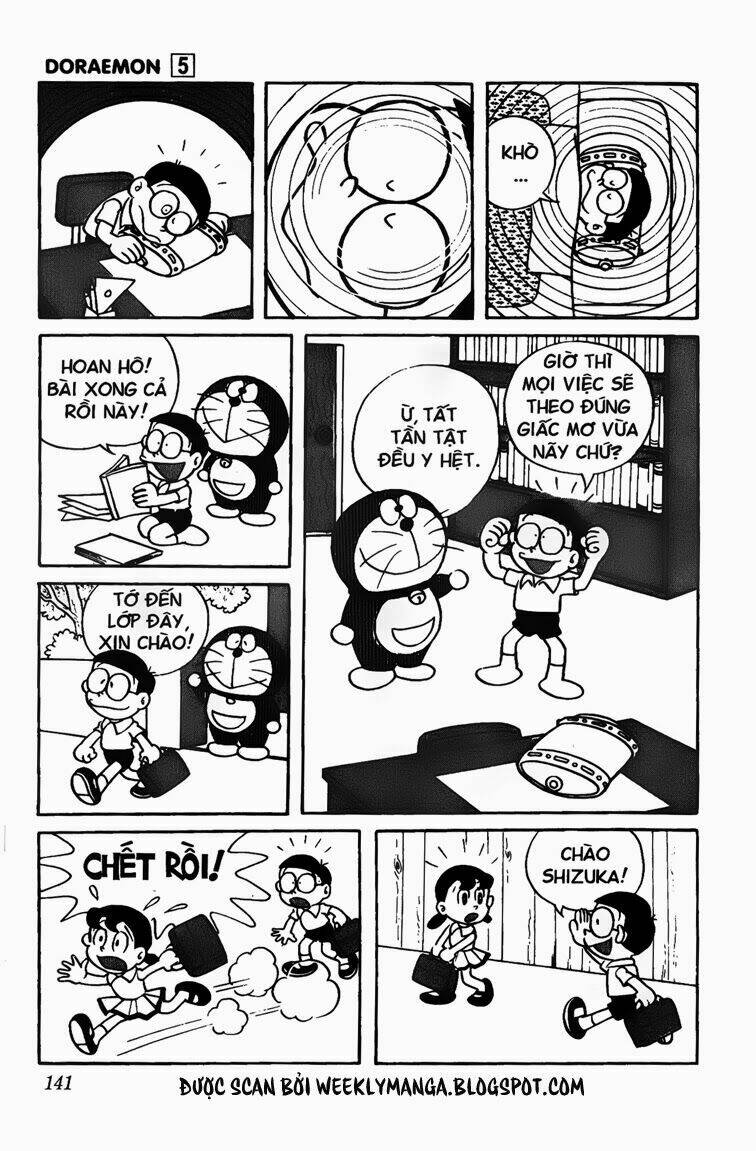 DORAEMON 5
KHÒ
...
GIỜ THÌ
MỌI VIỆC SẼ
THEO ĐÚNG
GIẤC MƠ VỪA
NÃY CHỨ?
Ừ, TẤT
TẦN TẬT
ĐỀU Y HỆT.
HOAN HÔ!
BÀI XONG CẢ
RỒI NÀY!
TỚ ĐẾN
LỚP ĐÂY,
XIN CHÀO!
CHÀO
SHIZUKA!
CHẾT RỒI!
141
ĐƯỢC SCAN BỞI WEEKLYMANGA.BLOGSPOT.COM